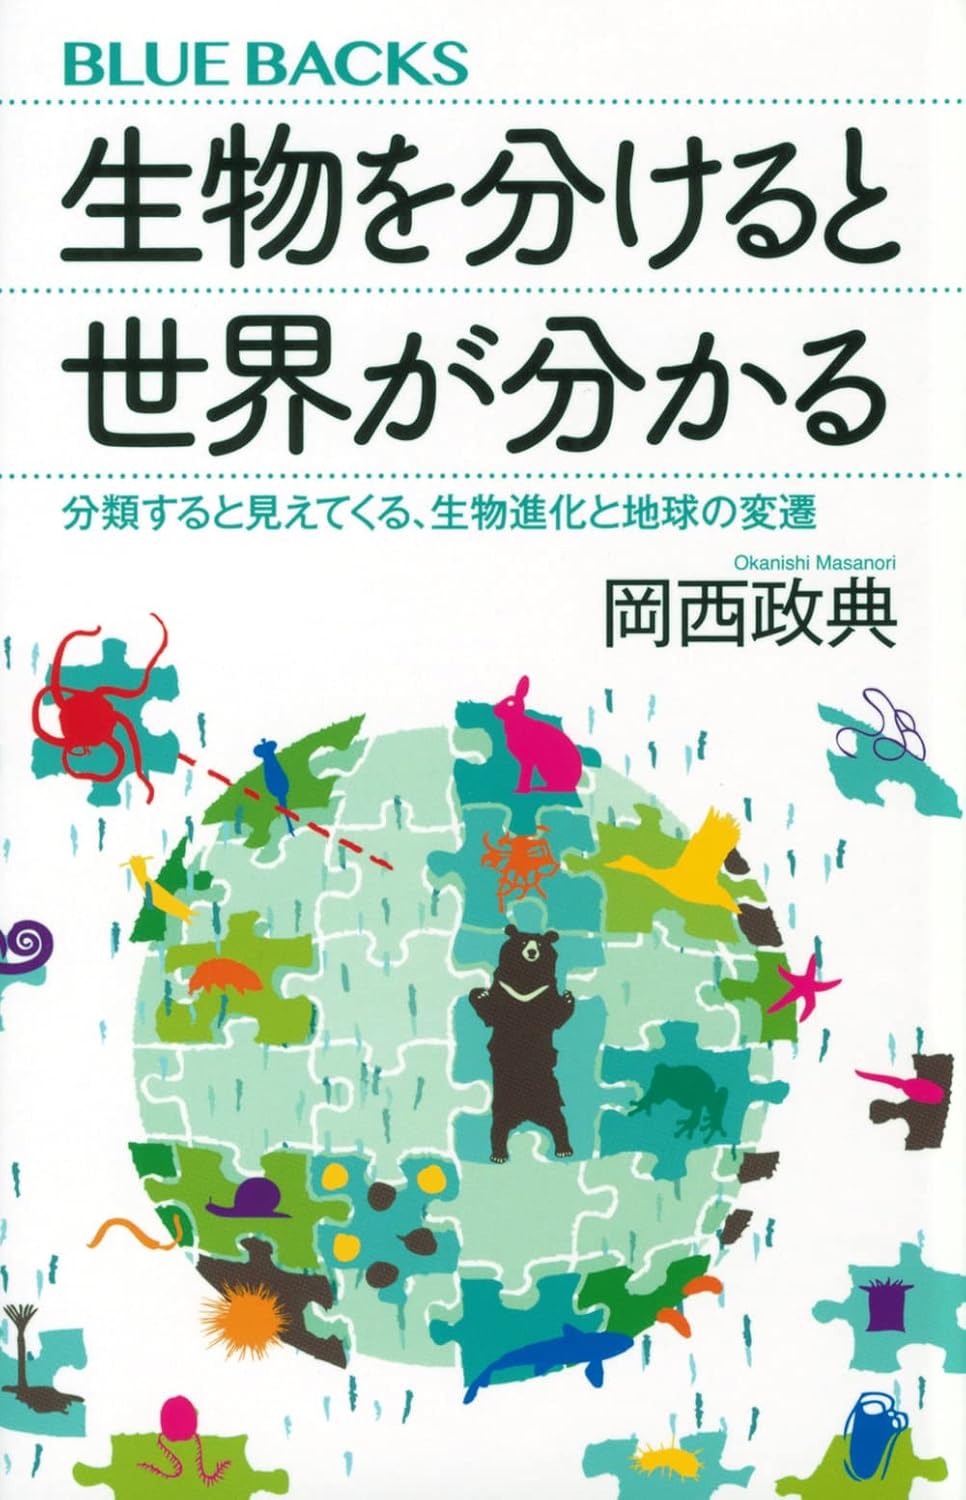 BLUE BACKS
生物を分けると
世界が分かる
分類すると見えてくる、生物進化と地球の変遷
Okanishi Masanori
岡西政典